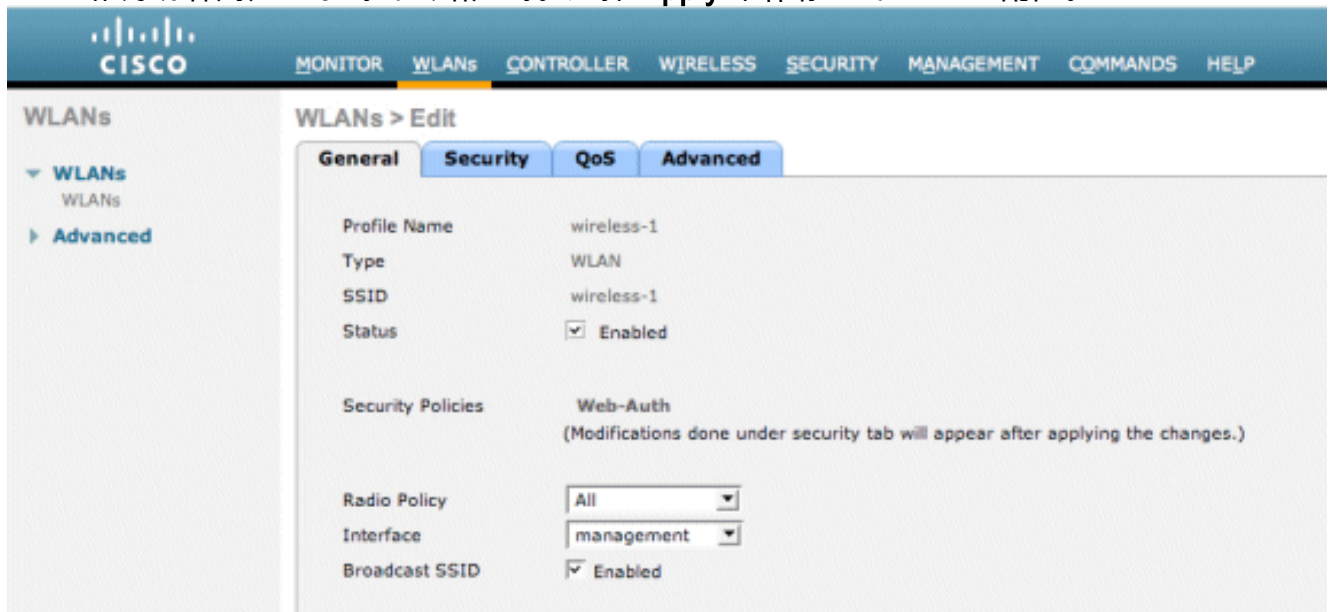 CISCO
MONITOR WLANs CONTROLLER WIRELESS SECURITY MANAGEMENT COMMANDS HELP
WLANs
WLANs
WLANs
Advanced
WLANs > Edit
General Security QoS Advanced
Profile Name wireless-1
Type WLAN
SSID wireless-1
Status Enabled
Security Policies Web-Auth
(Modifications done under security tab will appear after applying the changes.)
Radio Policy All
Interface management
Broadcast SSID Enabled